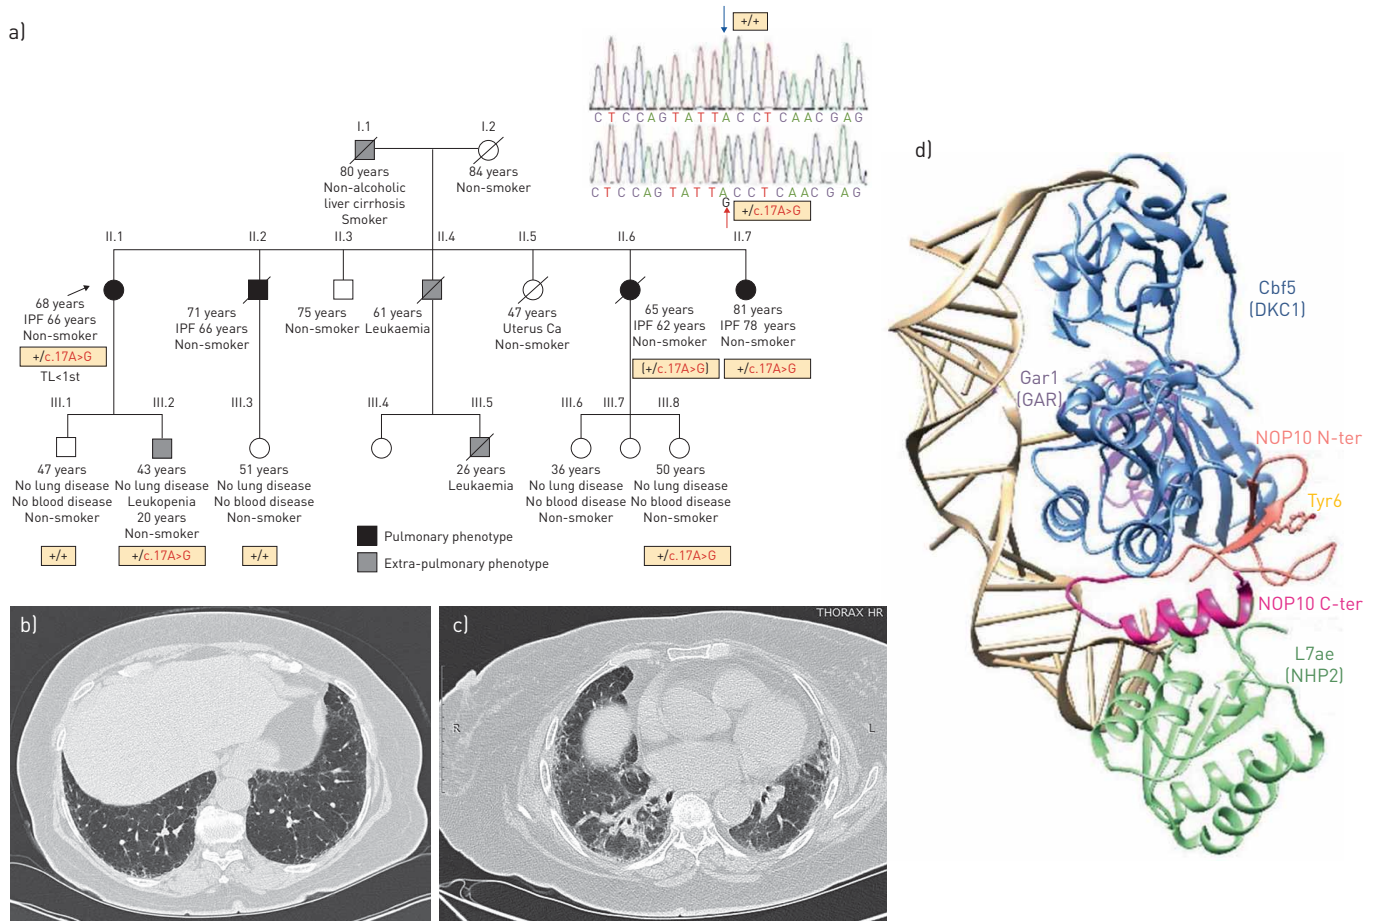 a)
+/+
C T C C A G T A T T A C C T C A A C G A G
C T C C A G T A T T A C C T C A A C G A G
G
+/c.17A>G
I.1
I.2
80 years
Non-alcoholic
liver cirrhosis
Smoker
84 years
Non-smoker
II.1
II.2
II.3
II.4
II.5
II.6
II.7
68 years
IPF 66 years
Non-smoker
+/c.17A>G
TL<1st
71 years
IPF 66 years
Non-smoker
75 years
Non-smoker
61 years
Leukaemia
47 years
Uterus Ca
Non-smoker
65 years
IPF 62 years
Non-smoker
(+/c.17A>G)
81 years
IPF 78 years
Non-smoker
+/c.17A>G
III.1
III.2
III.3
III.4
III.5
III.6
III.7
III.8
47 years
No lung disease
No blood disease
Non-smoker
+/+
43 years
No lung disease
Leukopenia
20 years
Non-smoker
+/c.17A>G
51 years
No lung disease
No blood disease
Non-smoker
+/+
26 years
Leukaemia
36 years
No lung disease
No blood disease
Non-smoker
50 years
No lung disease
No blood disease
Non-smoker
+/c.17A>G
Pulmonary phenotype
Extra-pulmonary phenotype
b)
c)
THORAX HR
R
L
d)
Cbf5
(DKC1)
Gar1
(GAR)
NOP10 N-ter
Tyr6
NOP10 C-ter
L7ae
(NHP2)